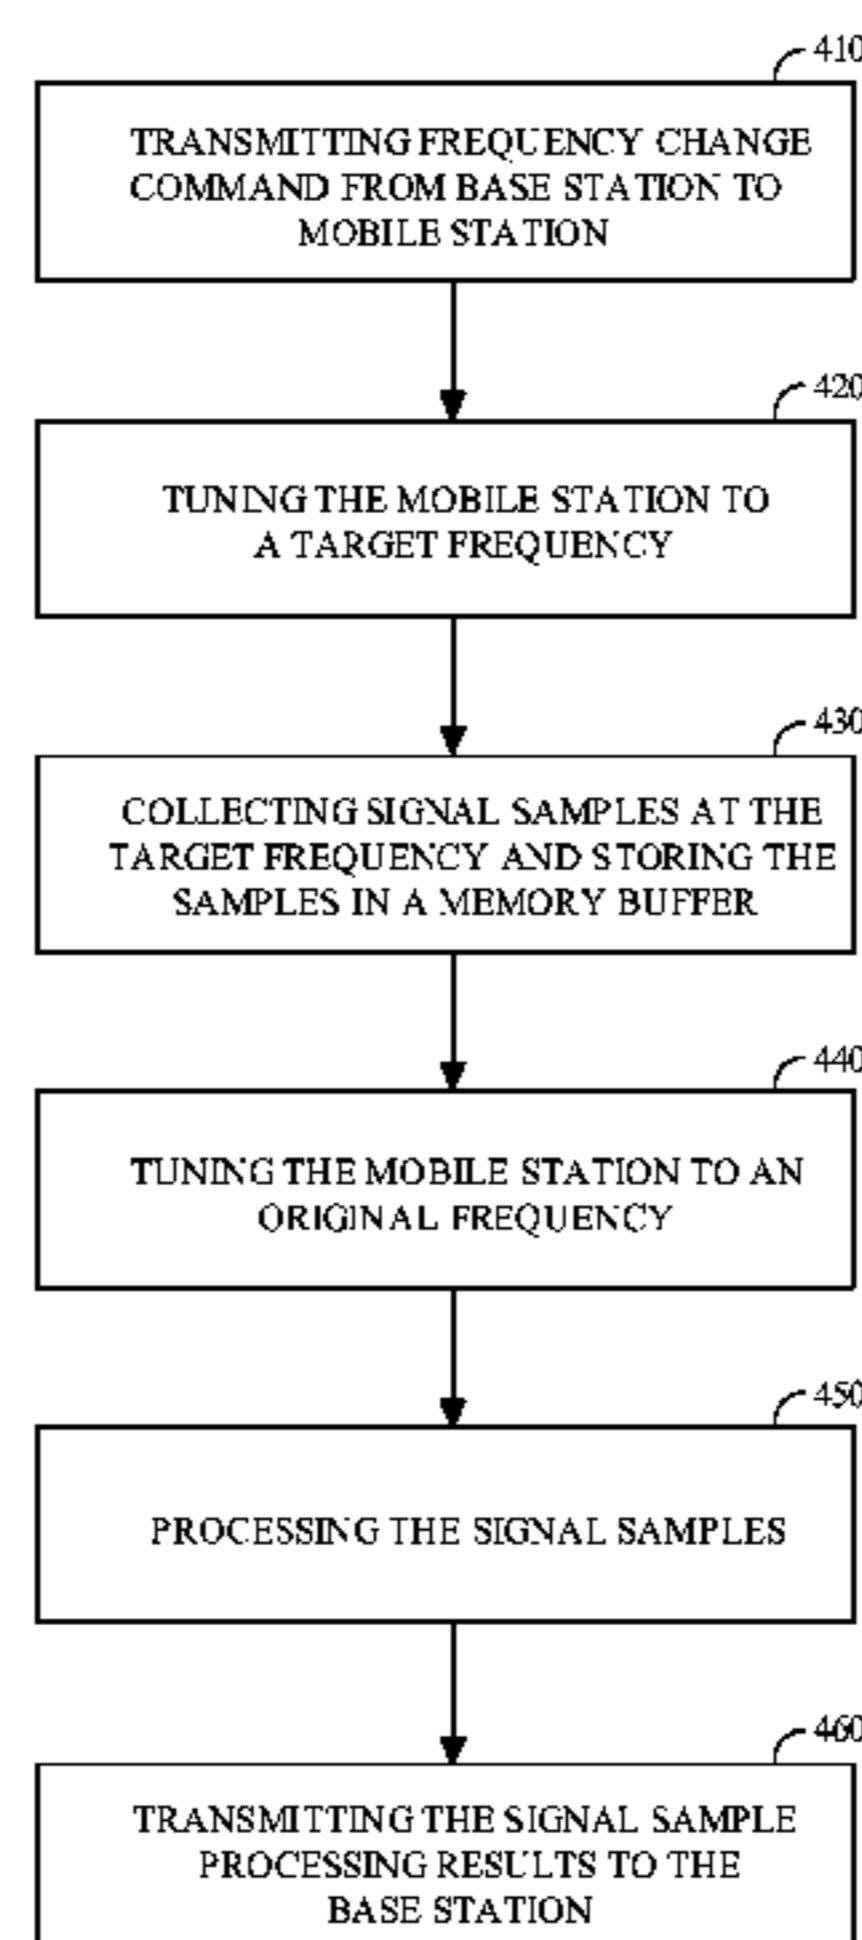 410
TRANSMITTING FREQUENCY CHANGE
COMMAND FROM BASE STATION TO
MOBILE STATION
420
TUNING THE MOBILE STATION TO
A TARGET FREQUENCY
430
COLLECTING SIGNAL SAMPLES AT THE
TARGET FREQUENCY AND STORING THE
SAMPLES IN A MEMORY BUFFER
440
TUNING THE MOBILE STATION TO AN
ORIGINAL FREQUENCY
450
PROCESSING THE SIGNAL SAMPLES
460
TRANSMITTING THE SIGNAL SAMPLE
PROCESSING RESULTS TO THE
BASE STATION